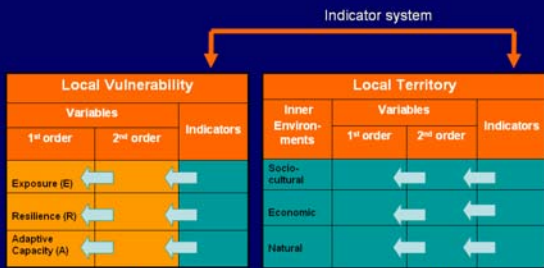 Indicator system
Local Vulnerability
Variables
Indicators
1st order
2nd order
Exposure (E)
Resilience (R)
Adaptive
Capacity (A)
Local Territory
Inner
Environ-
ments
Variables
Indicators
1st order
2nd order
Socio-
cultural
Economic
Natural